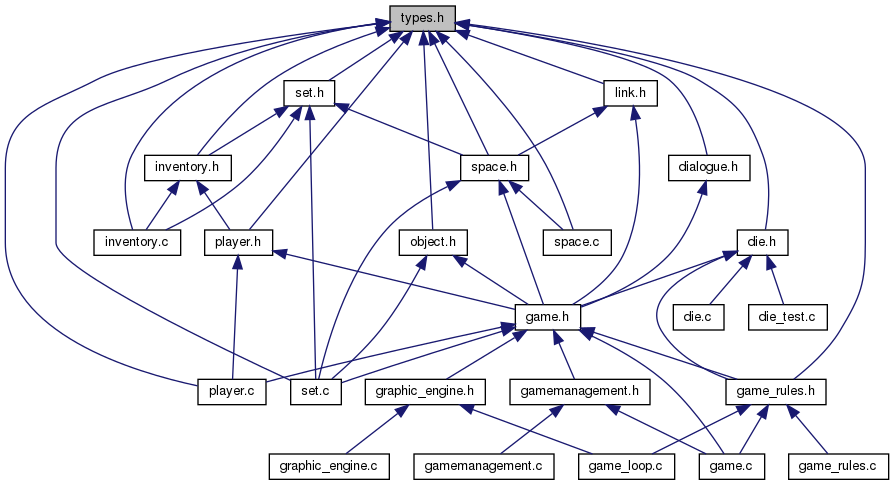 types.h
set.h
link.h
inventory.h
space.h
dialogue.h
inventory.c
player.h
object.h
space.c
die.h
game.h
die.c
die_test.c
player.c
set.c
graphic_engine.h
gamemanagement.h
game_rules.h
graphic_engine.c
gamemanagement.c
game_loop.c
game.c
game_rules.c